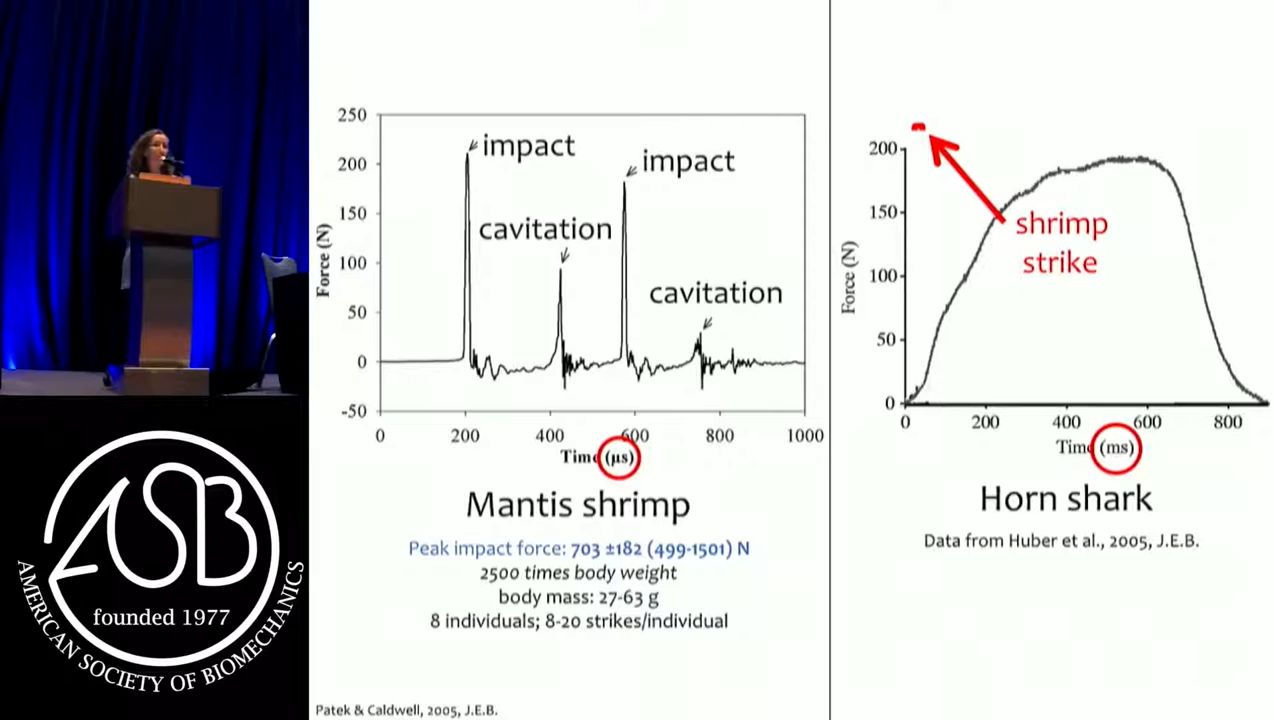 250
200
150
100
50
0
-50
Force (N)
impact
impact
cavitation
cavitation
0
200
400
600
800
1000
Time (µs)
Mantis shrimp
Peak impact force: 703 ±182 (499-1501) N
2500 times body weight
body mass: 27-63 g
8 individuals; 8-20 strikes/individual
Patek & Caldwell, 2005, J.E.B.
200
150
100
50
0
Force (N)
shrimp
strike
0
200
400
600
800
Time (ms)
Horn shark
Data from Huber et al., 2005, J.E.B.
ASB
founded 1977
AMERICAN SOCIETY OF BIOMECHANICS